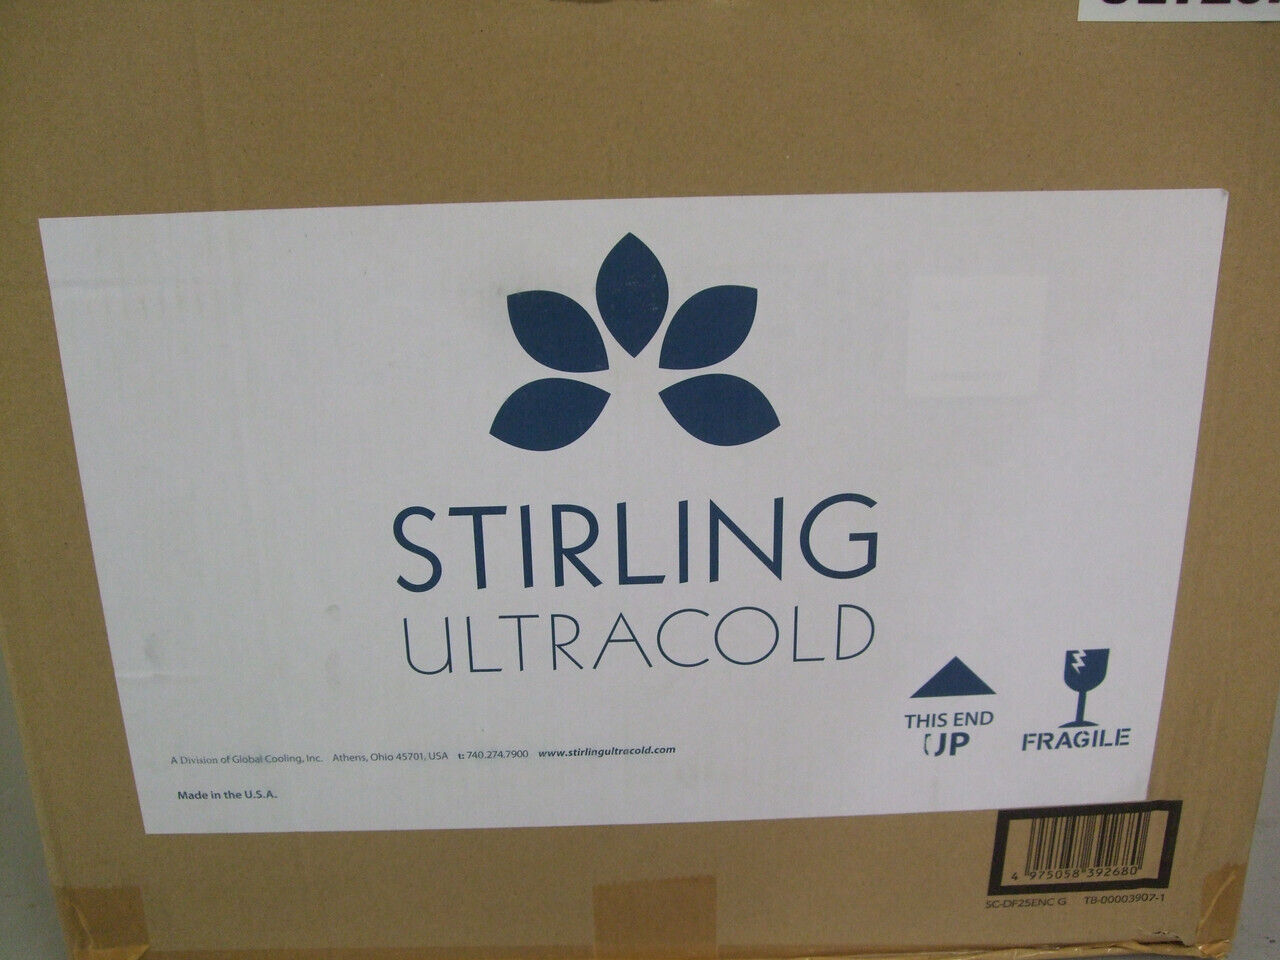 STIRLING
ULTRACOLD
THIS END
UP
FRAGILE
A Division of Global Cooling, Inc. Athens, Ohio 45701, USA t: 740.274.7900 www.stirlingultracold.com
Made in the U.S.A.
4 975058 392680
SC-DF25ENC G TB-00003907-1